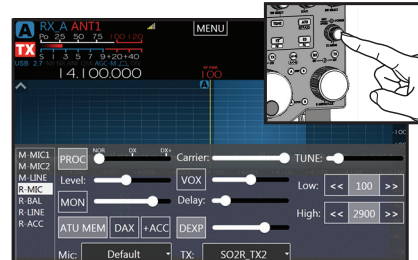 A RX_A ANT1 MENU
Po 25 50 75 100 120
TX
S 1 3 5 7 9+20+40
14.100.000
100
A
M-MIC1
M-MIC2
M-LINE
R-MIC
R-BAL
R-LINE
R-ACC
PROC NOR DX DX+ Carrier: TUNE:
Level: VOX Low: << 100 >>
MON Delay: High: << 2900 >>
ATU MEM DAX +ACC DEXP
Mic: Default TX: SO2R_TX2